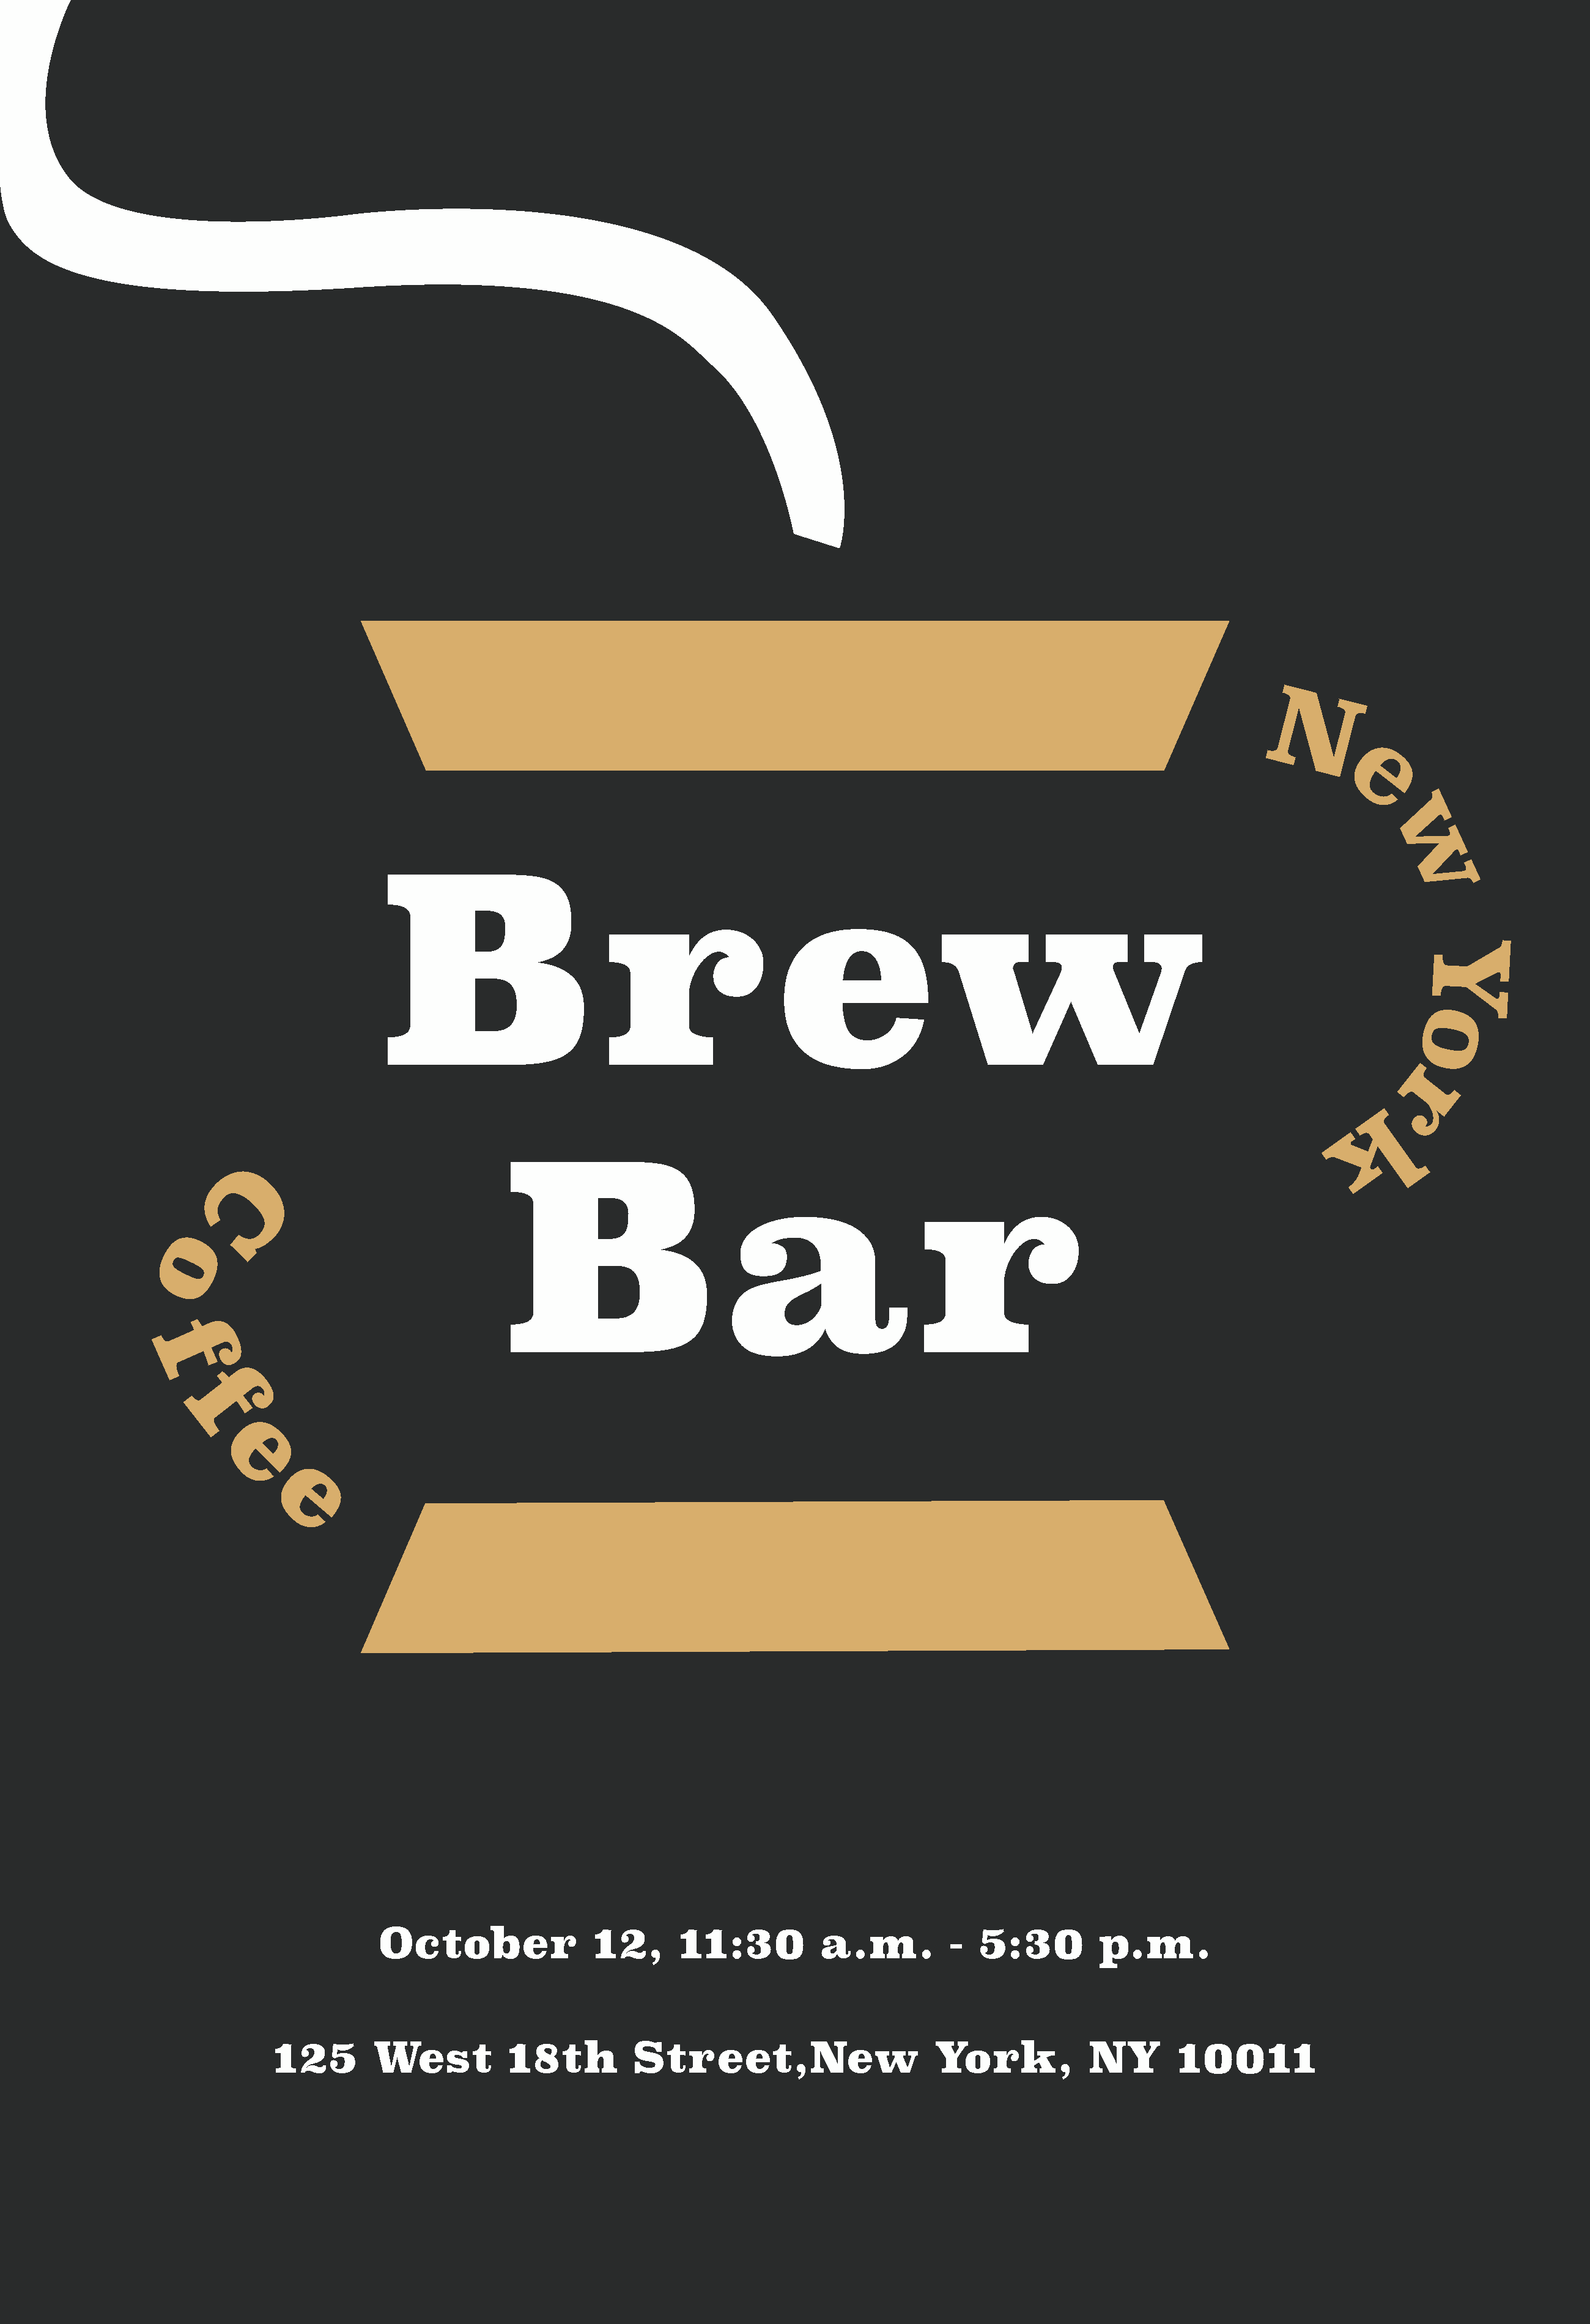 New York
Brew
Bar
Coffee
October 12, 11:30 a.m. - 5:30 p.m.
125 West 18th Street,New York, NY 10011